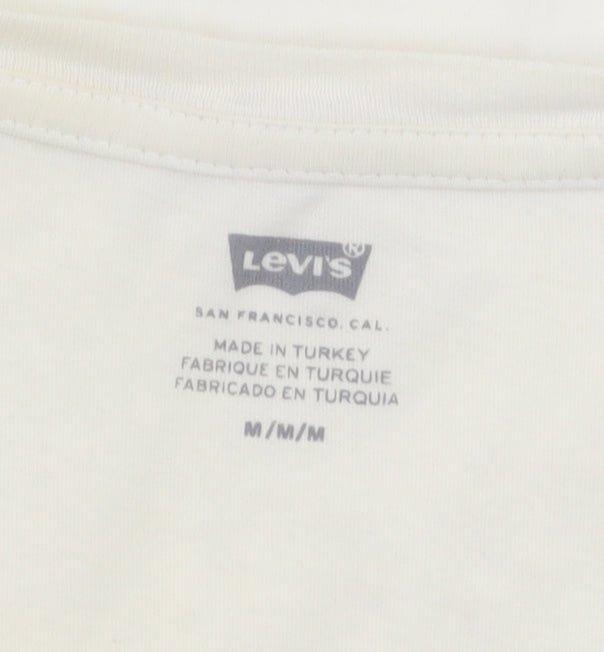 LEVI'S®
SAN FRANCISCO, CAL.
MADE IN TURKEY
FABRIQUE EN TURQUIE
FABRICADO EN TURQUIA
M/M/M